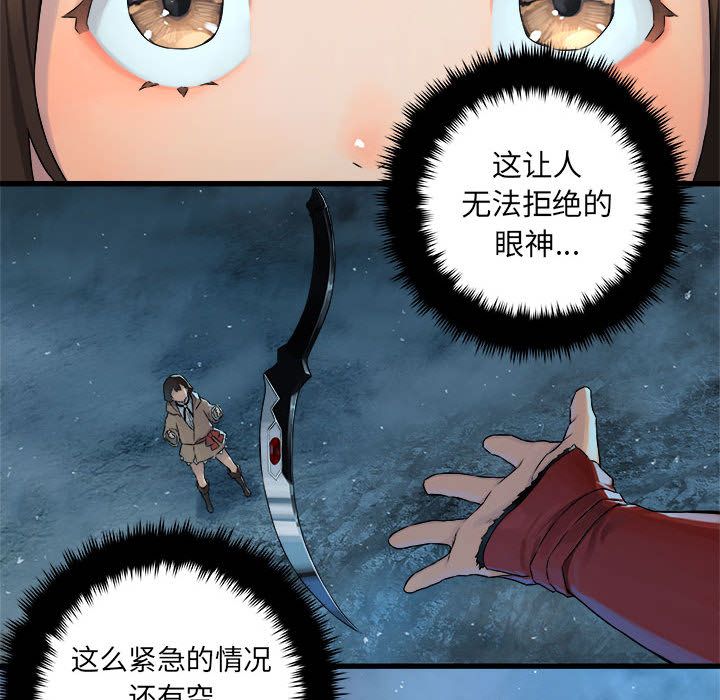 这让人
无法拒绝的
眼神...
这么紧急的情况
还有空